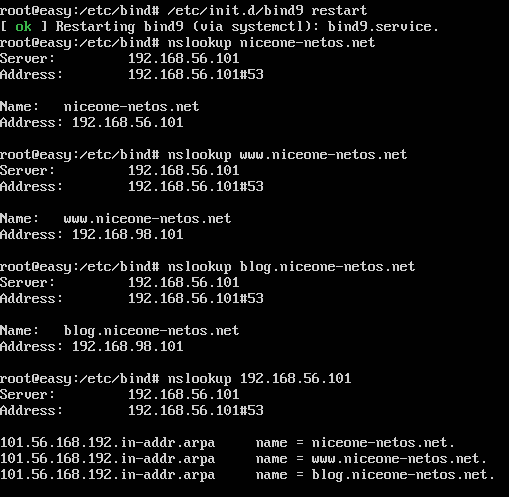 root@easy:/etc/bind# /etc/init.d/bind9 restart
[ ok ] Restarting bind9 (via systemctl): bind9.service.
root@easy:/etc/bind# nslookup niceone-netos.net
Server: 192.168.56.101
Address: 192.168.56.101#53
Name: niceone-netos.net
Address: 192.168.56.101
root@easy:/etc/bind# nslookup www.niceone-netos.net
Server: 192.168.56.101
Address: 192.168.56.101#53
Name: www.niceone-netos.net
Address: 192.168.98.101
root@easy:/etc/bind# nslookup blog.niceone-netos.net
Server: 192.168.56.101
Address: 192.168.56.101#53
Name: blog.niceone-netos.net
Address: 192.168.98.101
root@easy:/etc/bind# nslookup 192.168.56.101
Server: 192.168.56.101
Address: 192.168.56.101#53
101.56.168.192.in-addr.arpa name = niceone-netos.net.
101.56.168.192.in-addr.arpa name = www.niceone-netos.net.
101.56.168.192.in-addr.arpa name = blog.niceone-netos.net.